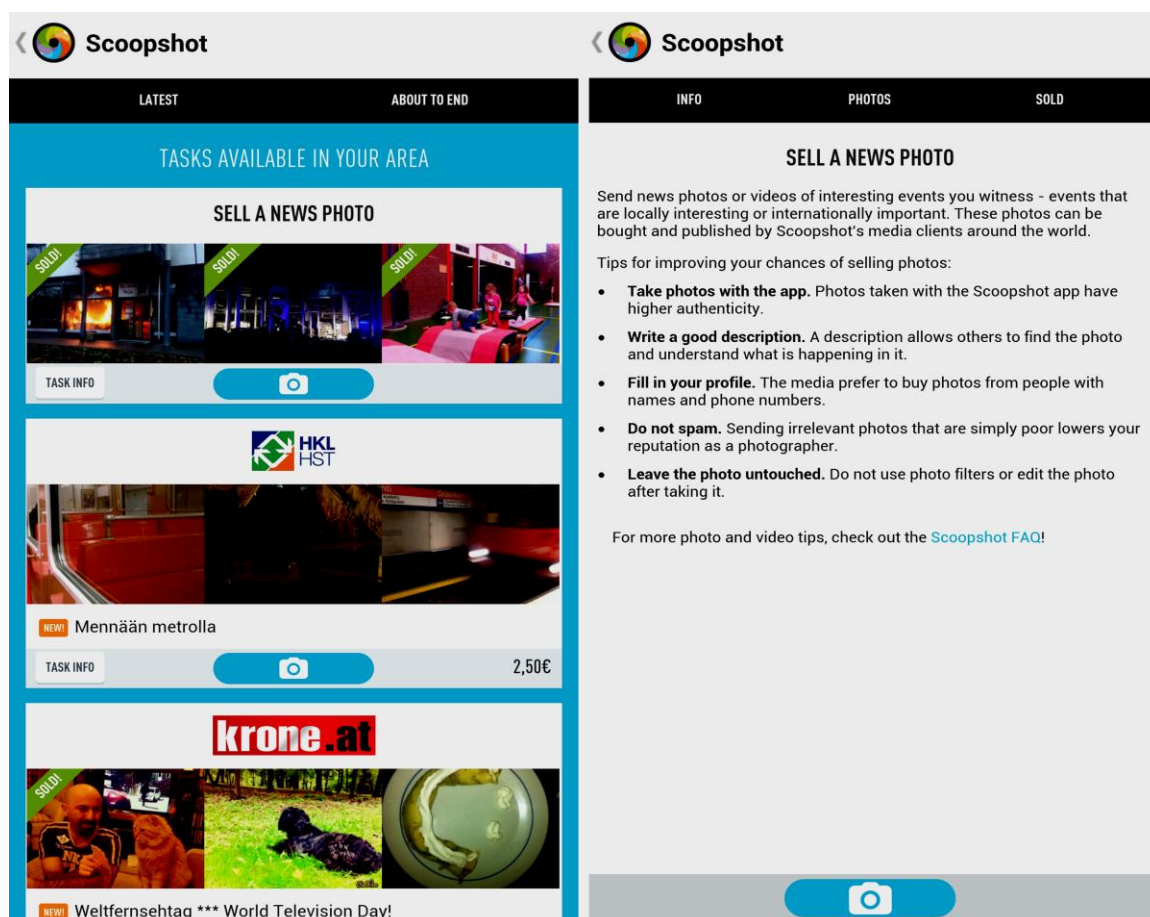 Scoopshot
LATEST
ABOUT TO END
TASKS AVAILABLE IN YOUR AREA
SELL A NEWS PHOTO
SOLD!
SOLD!
SOLD!
TASK INFO
HKL
HST
NEW! Mennään metrolla
TASK INFO
2,50€
krone.at
SOLD!
NEW! Weltfernsehtag *** World Television Day!
Scoopshot
INFO
PHOTOS
SOLD
SELL A NEWS PHOTO
Send news photos or videos of interesting events you witness - events that
are locally interesting or internationally important. These photos can be
bought and published by Scoopshot's media clients around the world.
Tips for improving your chances of selling photos:
• Take photos with the app. Photos taken with the Scoopshot app have
higher authenticity.
• Write a good description. A description allows others to find the photo
and understand what is happening in it.
• Fill in your profile. The media prefer to buy photos from people with
names and phone numbers.
• Do not spam. Sending irrelevant photos that are simply poor lowers your
reputation as a photographer.
• Leave the photo untouched. Do not use photo filters or edit the photo
after taking it.
For more photo and video tips, check out the Scoopshot FAQ!